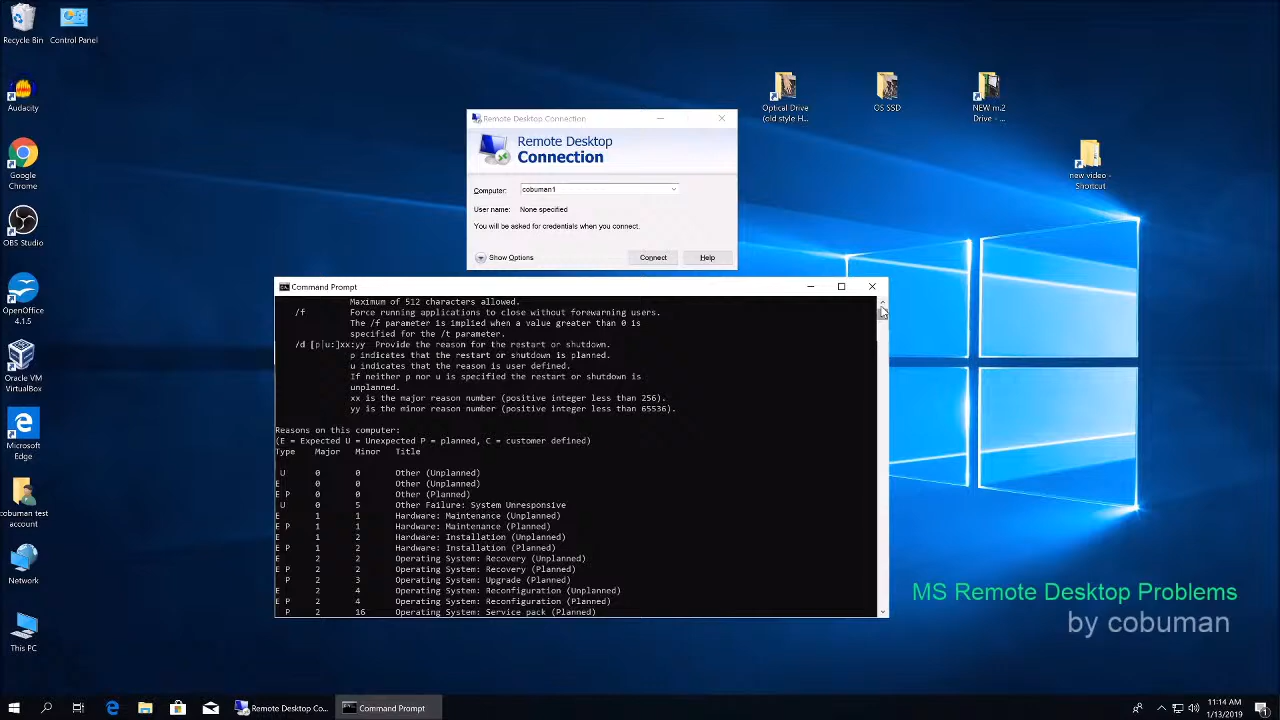 Recycle Bin
Control Panel
Audacity
Google
Chrome
OBS Studio
OpenOffice
4.1.5
Oracle VM
VirtualBox
Microsoft
Edge
cobuman test
account
Network
This PC
Optical Drive
(old style H...
OS SSD
NEW m.2
Drive - ...
new video -
Shortcut
Remote Desktop Connection
Remote Desktop
Connection
Computer: cobuman1
User name: None specified
You will be asked for credentials when you connect.
Show Options
Connect
Help
Command Prompt
Maximum of 512 characters allowed.
/f Force running applications to close without forewarning users.
The /f parameter is implied when a value greater than 0 is
specified for the /t parameter.
/d [p|u:]xx:yy Provide the reason for the restart or shutdown.
p indicates that the restart or shutdown is planned.
u indicates that the reason is user defined.
If neither p nor u is specified the restart or shutdown is
unplanned.
xx is the major reason number (positive integer less than 256).
yy is the minor reason number (positive integer less than 65536).
Reasons on this computer:
(E = Expected U = Unexpected P = planned, C = customer defined)
Type Major Minor Title
U 0 0 Other (Unplanned)
E 0 0 Other (Unplanned)
E P 0 0 Other (Planned)
U 0 5 Other Failure: System Unresponsive
E 1 1 Hardware: Maintenance (Unplanned)
E P 1 1 Hardware: Maintenance (Planned)
E 1 2 Hardware: Installation (Unplanned)
E P 1 2 Hardware: Installation (Planned)
E 2 2 Operating System: Recovery (Unplanned)
E P 2 2 Operating System: Recovery (Planned)
P 2 3 Operating System: Upgrade (Planned)
E 2 4 Operating System: Reconfiguration (Unplanned)
E P 2 4 Operating System: Reconfiguration (Planned)
P 2 16 Operating System: Service pack (Planned)
MS Remote Desktop Problems
by cobuman
Remote Desktop Co...
Command Prompt
11:14 AM
1/13/2019